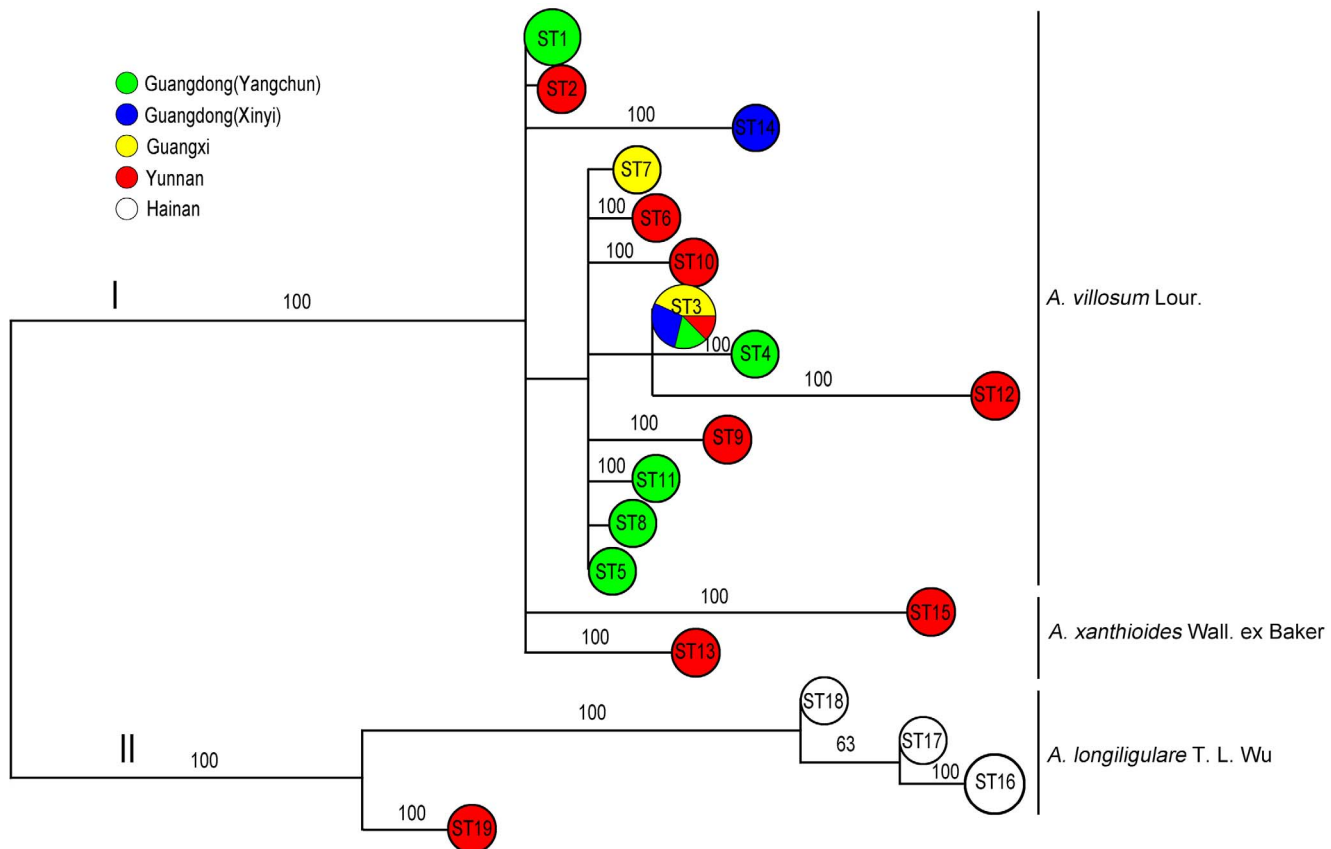 ST1
Guangdong(Yangchun)
ST2
Guangdong(Xinyi)
100
ST14
Guangxi
ST7
Yunnan
100
ST6
Hainan
100
ST10
I
100
ST3
A. villosum Lour.
100
ST4
100
ST12
100
ST9
100
ST11
ST8
ST5
100
ST15
100
ST13
A. xanthioides Wall. ex Baker
100
ST18
II
100
63
ST17
A. longiligulare T. L. Wu
100
ST16
100
ST19